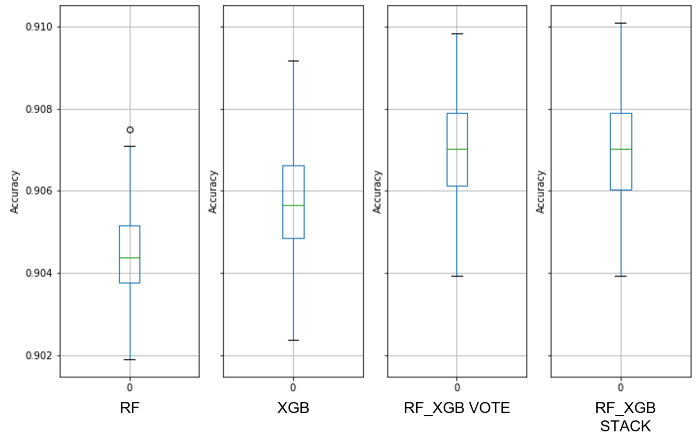 0.910
0.908
0.906
0.904
0.902
Accuracy
Accuracy
Accuracy
Accuracy
0
0
0
0
RF
XGB
RF_XGB VOTE
RF_XGB
STACK